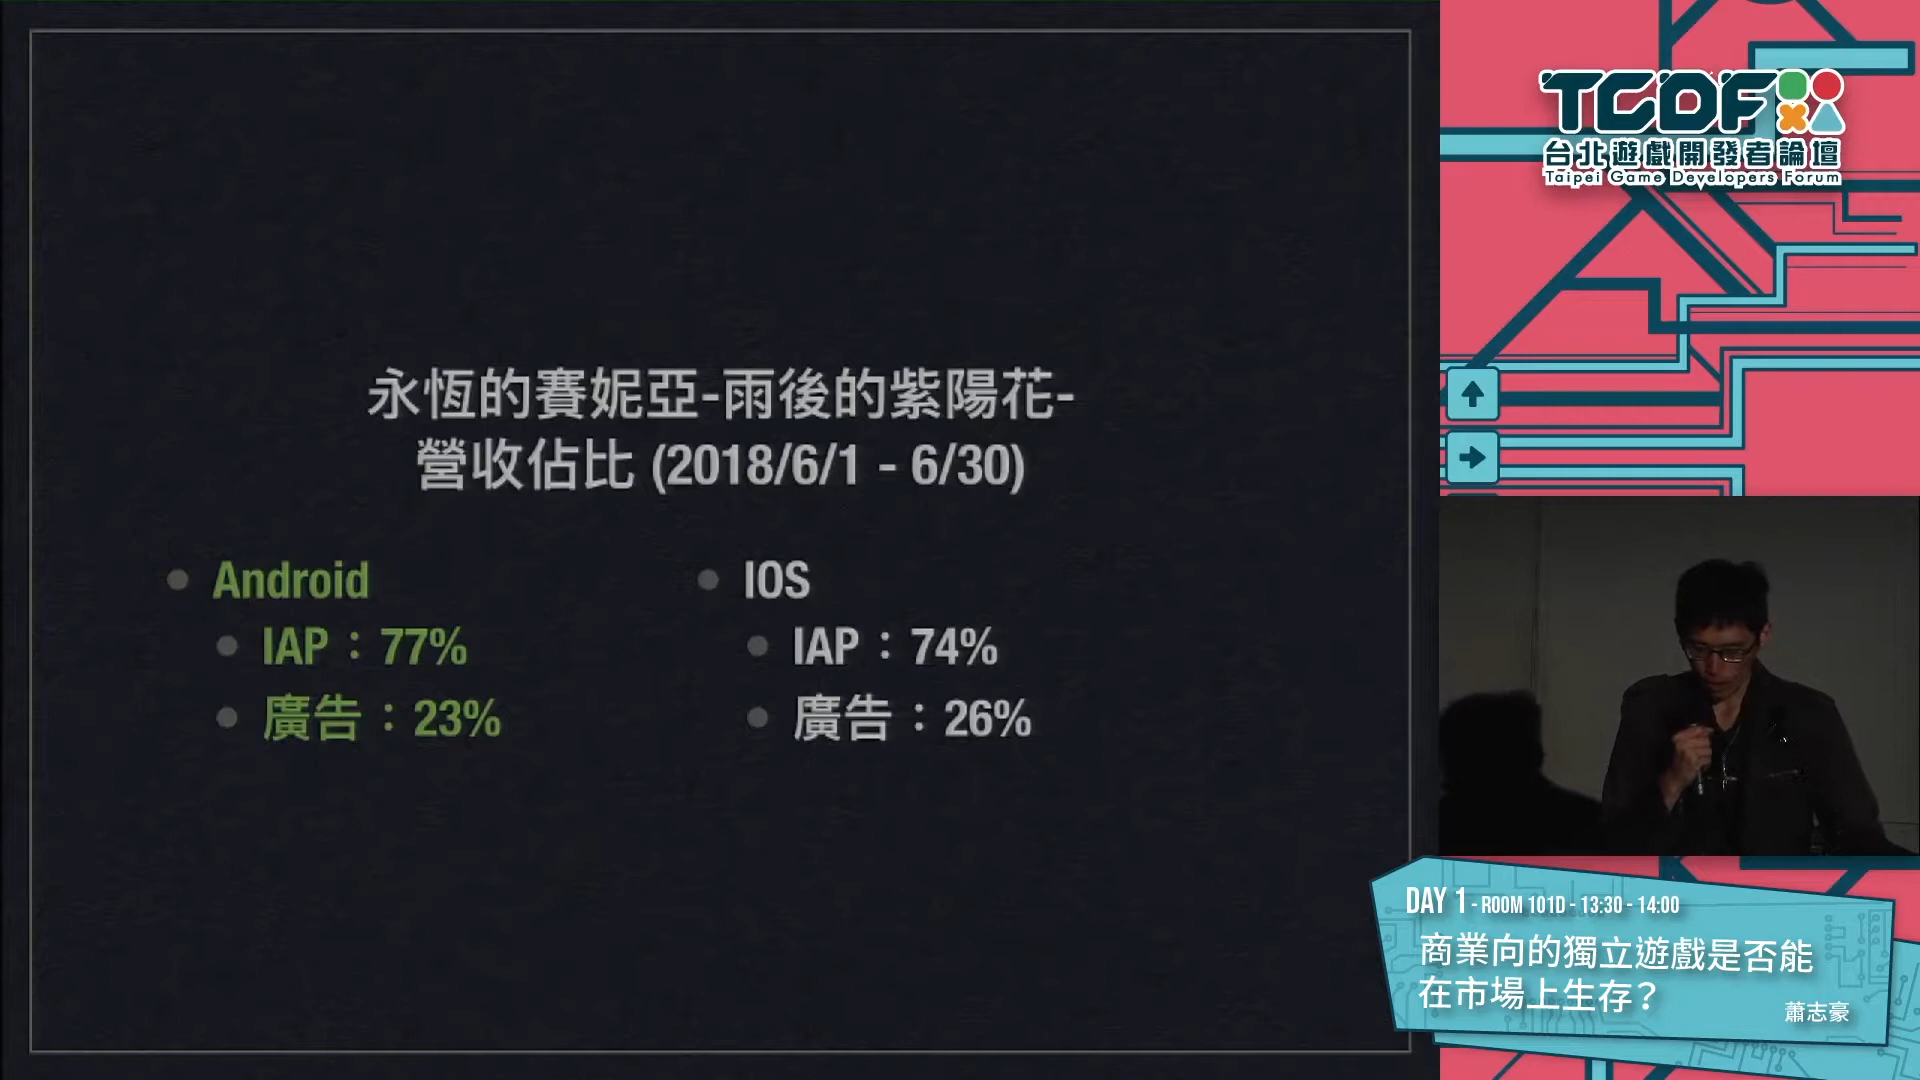 永恆的賽妮亞-雨後的紫陽花-
營收佔比 (2018/6/1 - 6/30)
Android
IAP：77%
廣告：23%
IOS
IAP：74%
廣告：26%
TGDF
台北遊戲開發者論壇
Taipei Game Developers Forum
DAY 1 - ROOM 101D - 13:30 - 14:00
商業向的獨立遊戲是否能
在市場上生存？
蕭志豪